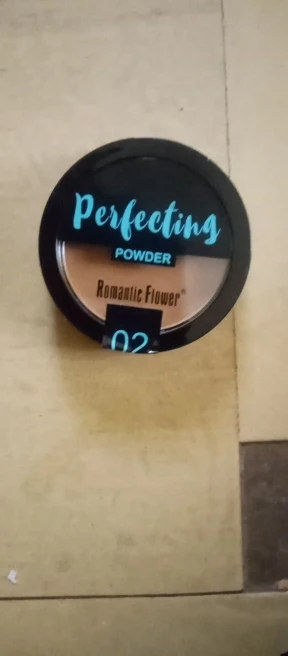 Perfecting
POWDER
Romantic Flower®
02